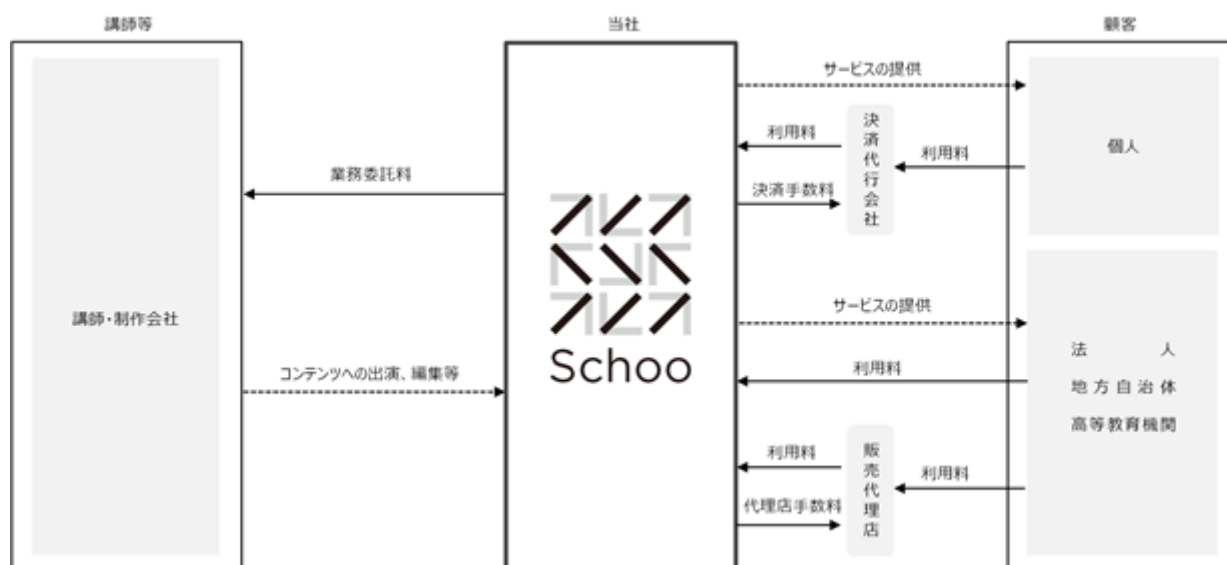 講師等
当社
顧客
サービスの提供
決済代行会社
利用料
利用料
個人
業務委託料
決済手数料
講師・制作会社
Schoo
サービスの提供
法人
利用料
地方自治体
コンテンツへの出演、編集等
高等教育機関
利用料
販売代理店
利用料
代理店手数料